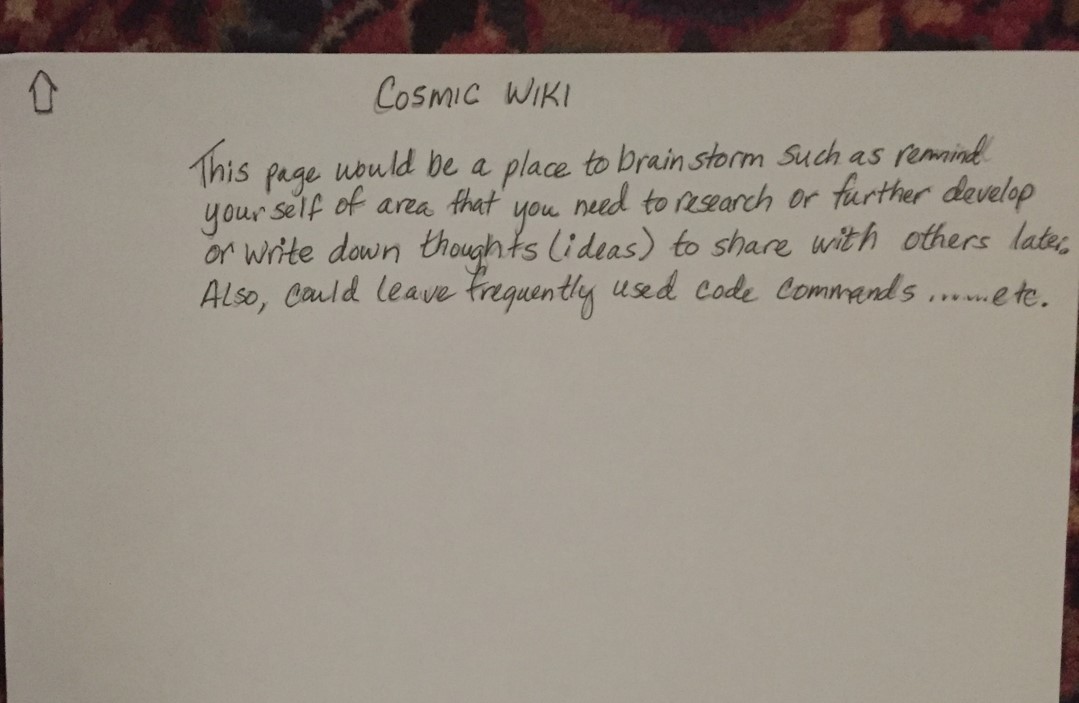 COSMIC WIKI
This page would be a place to brainstorm such as remind
your self of area that you need to research or further develop
or write down thoughts (ideas) to share with others later.
Also, could leave frequently used code commands .......etc.